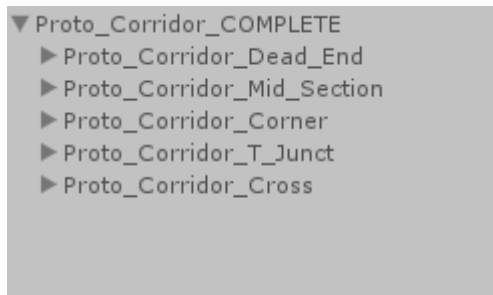 Proto_Corridor_COMPLETE
Proto_Corridor_Dead_End
Proto_Corridor_Mid_Section
Proto_Corridor_Corner
Proto_Corridor_T_Junct
Proto_Corridor_Cross